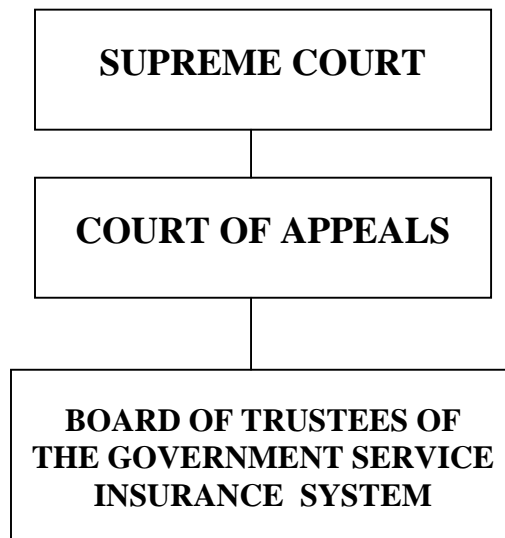 SUPREME COURT
COURT OF APPEALS
BOARD OF TRUSTEES OF
THE GOVERNMENT SERVICE
INSURANCE SYSTEM